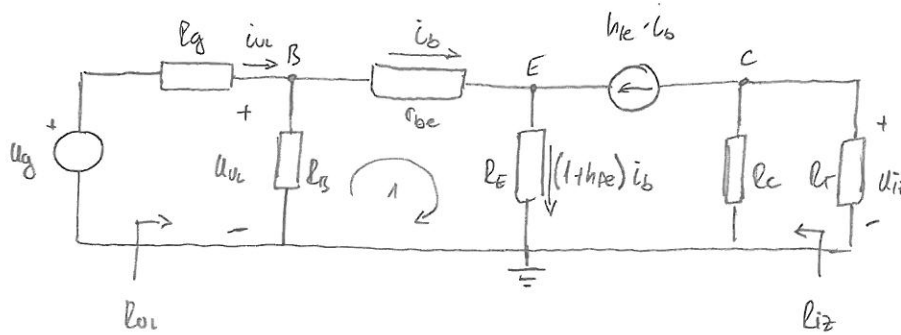 Rg
iul
B
ib
E
hfe · ib
C
+
ug
+
uul
-
RB
rbe
1
RE
(1+hfe) ib
RC
RT
+
uiz
-
Rul
Riz